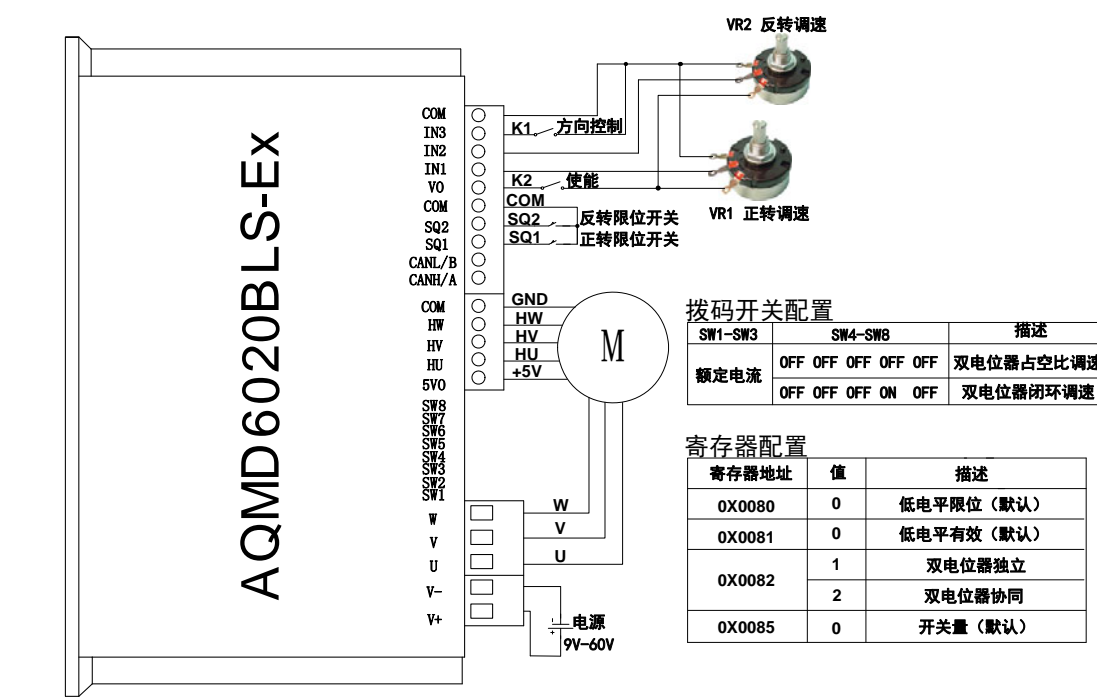 VR2 反转调速
COM
IN3
IN2
IN1
VO
COM
SQ2
SQ1
CANL/B
CANH/A
K1 方向控制
K2 使能
COM
SQ2 反转限位开关
SQ1 正转限位开关
VR1 正转调速
AQMD6020BLS-Ex
COM
HW
HV
HU
5VO
GND
HW
HV
HU
+5V
M
SW8
SW7
SW6
SW5
SW4
SW3
SW2
SW1
W
V
U
V-
V+
W
V
U
电源
9V-60V
拨码开关配置
SW1-SW3 SW4-SW8 描述
额定电流 OFF OFF OFF OFF OFF 双电位器占空比调速
OFF OFF OFF ON OFF 双电位器闭环调速
寄存器配置
寄存器地址 值 描述
0X0080 0 低电平限位（默认）
0X0081 0 低电平有效（默认）
0X0082 1 双电位器独立
2 双电位器协同
0X0085 0 开关量（默认）